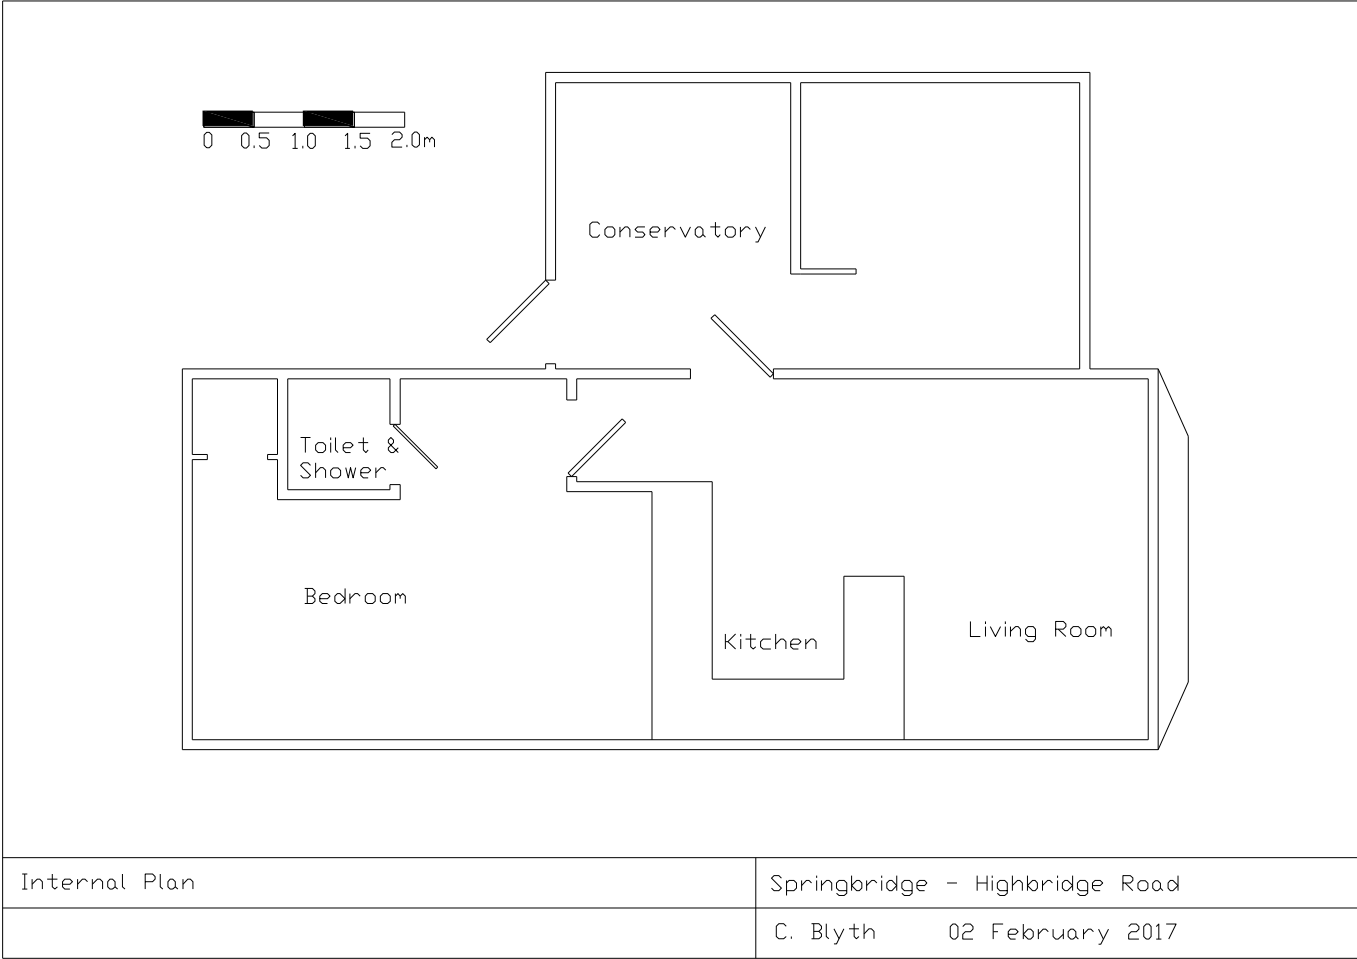 0 0.5 1.0 1.5 2.0m
Conservatory
Toilet &
Shower
Bedroom
Kitchen
Living Room
Internal Plan
Springbridge - Highbridge Road
C. Blyth 02 February 2017